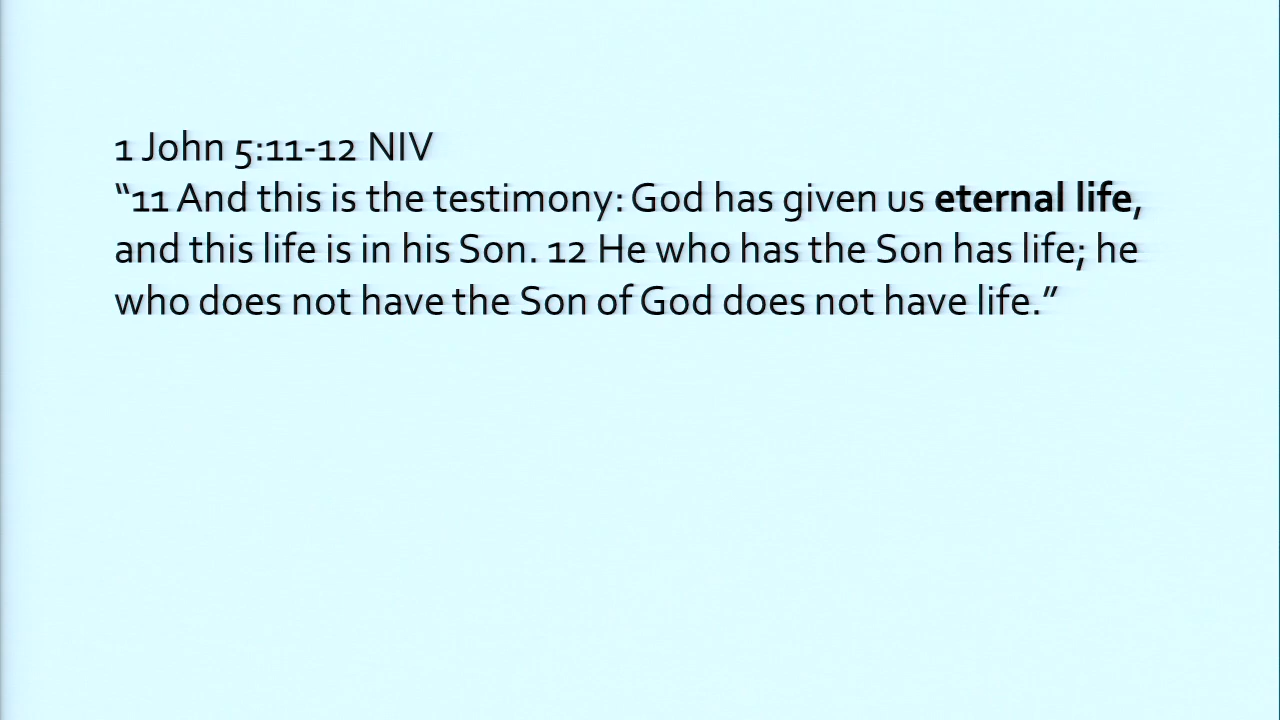 1 John 5:11-12 NIV
“11 And this is the testimony: God has given us eternal life,
and this life is in his Son. 12 He who has the Son has life; he
who does not have the Son of God does not have life.”